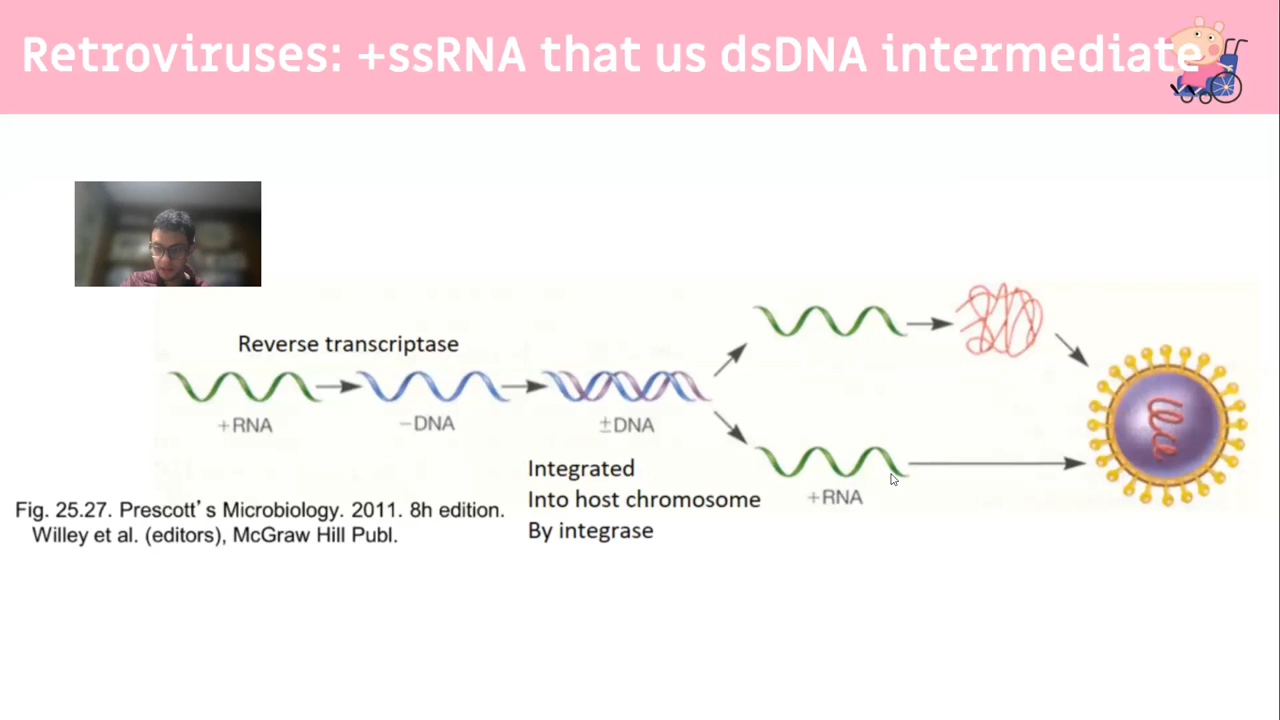 Retroviruses: +ssRNA that us dsDNA intermediate
Reverse transcriptase
+RNA
−DNA
±DNA
+RNA
Integrated
Into host chromosome
By integrase
Fig. 25.27. Prescott's Microbiology. 2011. 8h edition.
Willey et al. (editors), McGraw Hill Publ.